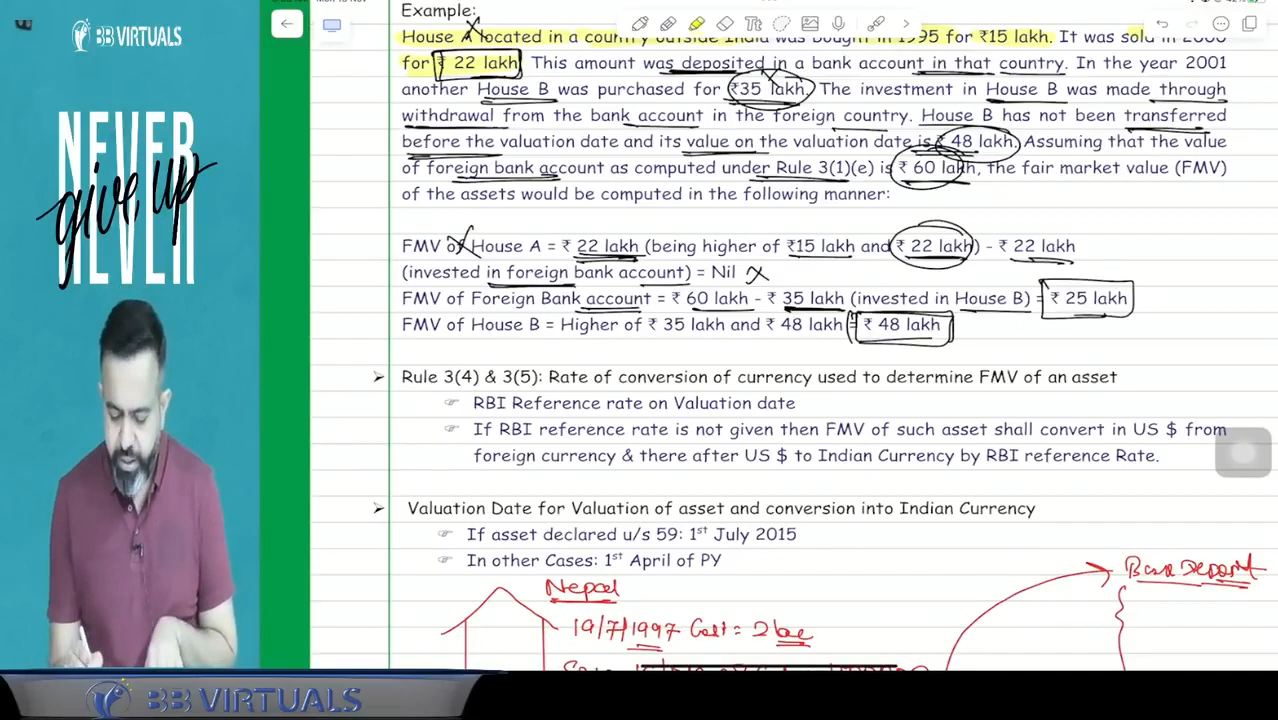 BB VIRTUALS
NEVER
give up
NEVER
Example:
House A located in a country outside India was bought in 1995 for ₹15 lakh. It was sold in 2000
for ₹ 22 lakh. This amount was deposited in a bank account in that country. In the year 2001
another House B was purchased for ₹35 lakh. The investment in House B was made through
withdrawal from the bank account in the foreign country. House B has not been transferred
before the valuation date and its value on the valuation date is ₹ 48 lakh. Assuming that the value
of foreign bank account as computed under Rule 3(1)(e) is ₹ 60 lakh, the fair market value (FMV)
of the assets would be computed in the following manner:
FMV of House A = ₹ 22 lakh (being higher of ₹15 lakh and ₹ 22 lakh) - ₹ 22 lakh
(invested in foreign bank account) = Nil
FMV of Foreign Bank account = ₹ 60 lakh - ₹ 35 lakh (invested in House B) = ₹ 25 lakh
FMV of House B = Higher of ₹ 35 lakh and ₹ 48 lakh = ₹ 48 lakh
➤ Rule 3(4) & 3(5): Rate of conversion of currency used to determine FMV of an asset
☞ RBI Reference rate on Valuation date
☞ If RBI reference rate is not given then FMV of such asset shall convert in US $ from
foreign currency & there after US $ to Indian Currency by RBI reference Rate.
➤ Valuation Date for Valuation of asset and conversion into Indian Currency
☞ If asset declared u/s 59: 1st July 2015
☞ In other Cases: 1st April of PY
Nepal
Bank Deposit
19/7/1997 Cost = 2 lac
BB VIRTUALS